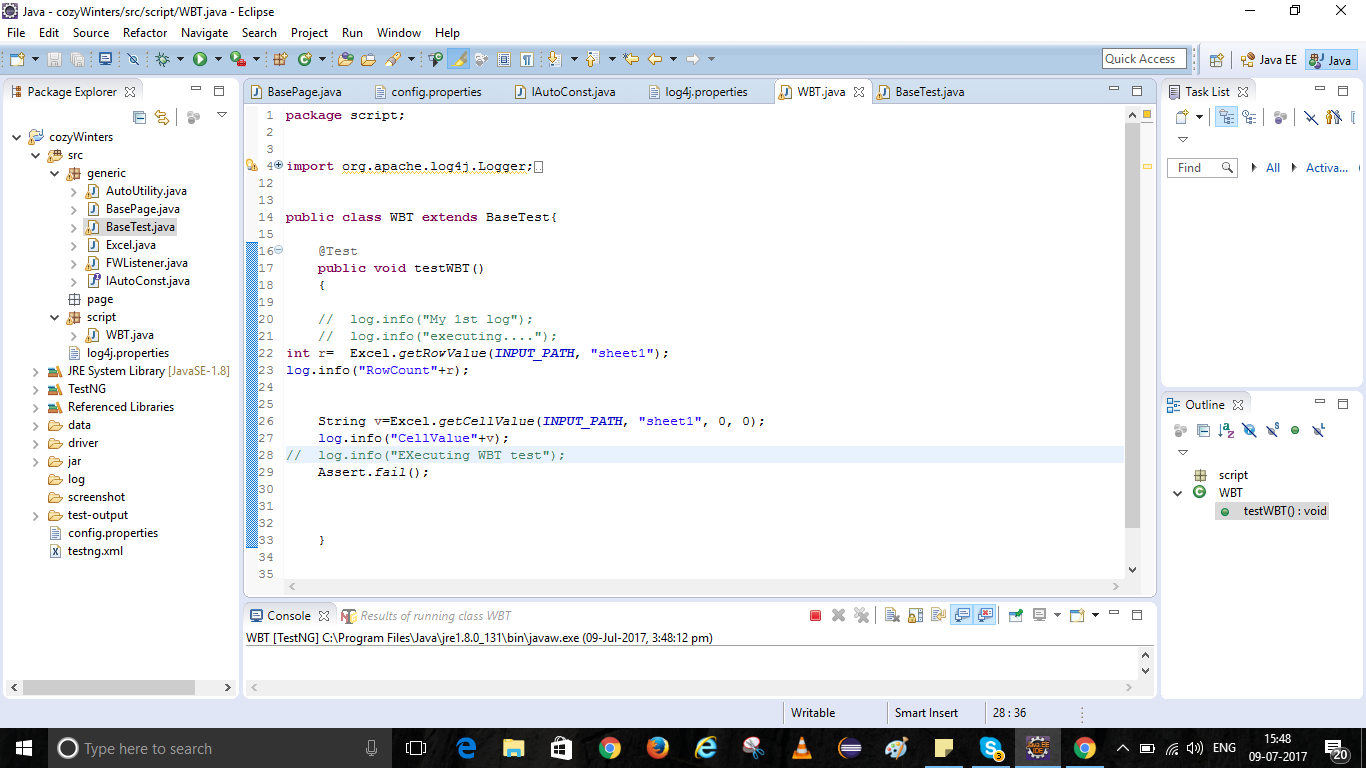 Java - cozyWinters/src/script/WBT.java - Eclipse
File Edit Source Refactor Navigate Search Project Run Window Help
Quick Access
Java EE
Java
Package Explorer
cozyWinters
src
generic
AutoUtility.java
BasePage.java
BaseTest.java
Excel.java
FWListener.java
IAutoConst.java
page
script
WBT.java
log4j.properties
JRE System Library [JavaSE-1.8]
TestNG
Referenced Libraries
data
driver
jar
log
screenshot
test-output
config.properties
testng.xml
BasePage.java config.properties IAutoConst.java log4j.properties WBT.java BaseTest.java
1 package script;
2
3
4 import org.apache.log4j.Logger;
12
13
14 public class WBT extends BaseTest{
15
16 @Test
17 public void testWBT()
18 {
19
20 // log.info("My 1st log");
21 // log.info("executing....");
22 int r= Excel.getRowValue(INPUT_PATH, "sheet1");
23 log.info("RowCount"+r);
24
25
26 String v=Excel.getCellValue(INPUT_PATH, "sheet1", 0, 0);
27 log.info("CellValue"+v);
28 // log.info("EXecuting WBT test");
29 Assert.fail();
30
31
32
33 }
34
35
Console
Results of running class WBT
WBT [TestNG] C:\Program Files\Java\jre1.8.0_131\bin\javaw.exe (09-Jul-2017, 3:48:12 pm)
Task List
Find
All
Activa...
Outline
script
WBT
testWBT() : void
Writable
Smart Insert
28 : 36
Type here to search
3
ENG
15:48
09-07-2017
20